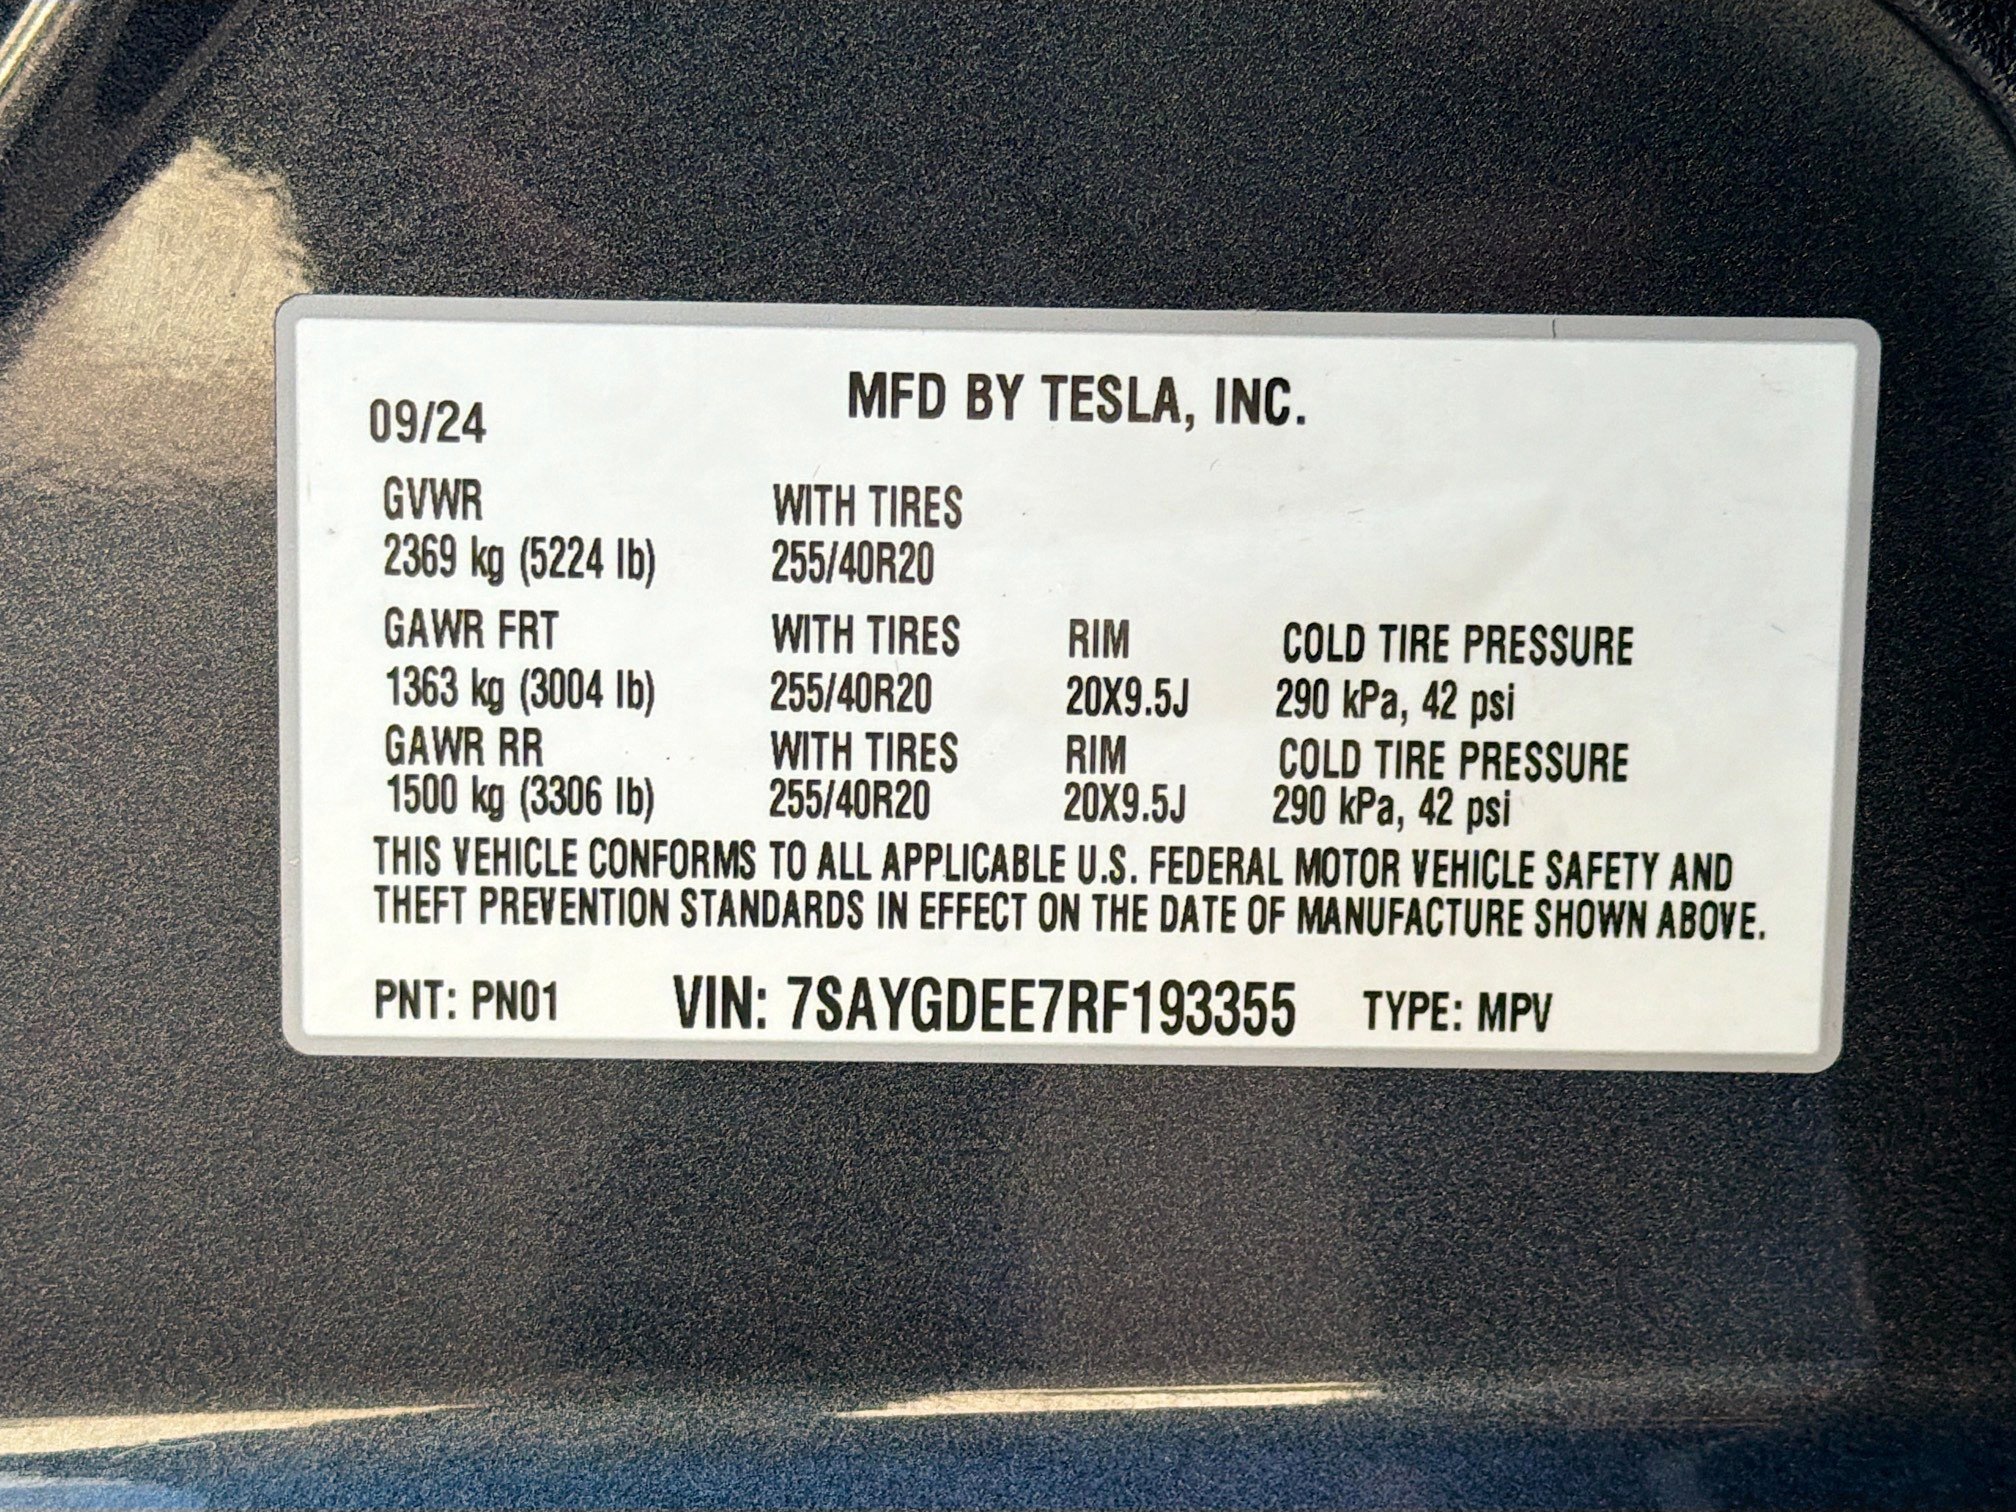 MFD BY TESLA, INC.
09/24
GVWR WITH TIRES
2369 kg (5224 lb) 255/40R20
GAWR FRT WITH TIRES RIM COLD TIRE PRESSURE
1363 kg (3004 lb) 255/40R20 20X9.5J 290 kPa, 42 psi
GAWR RR WITH TIRES RIM COLD TIRE PRESSURE
1500 kg (3306 lb) 255/40R20 20X9.5J 290 kPa, 42 psi
THIS VEHICLE CONFORMS TO ALL APPLICABLE U.S. FEDERAL MOTOR VEHICLE SAFETY AND
THEFT PREVENTION STANDARDS IN EFFECT ON THE DATE OF MANUFACTURE SHOWN ABOVE.
PNT: PN01 VIN: 7SAYGDEE7RF193355 TYPE: MPV